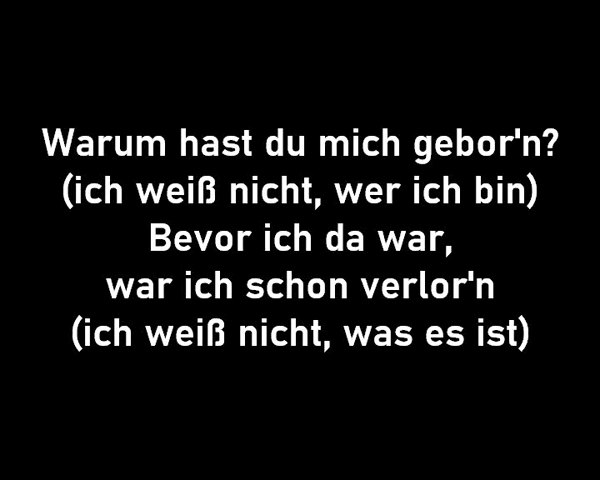 Warum hast du mich gebor'n?
(ich weiß nicht, wer ich bin)
Bevor ich da war,
war ich schon verlor'n
(ich weiß nicht, was es ist)